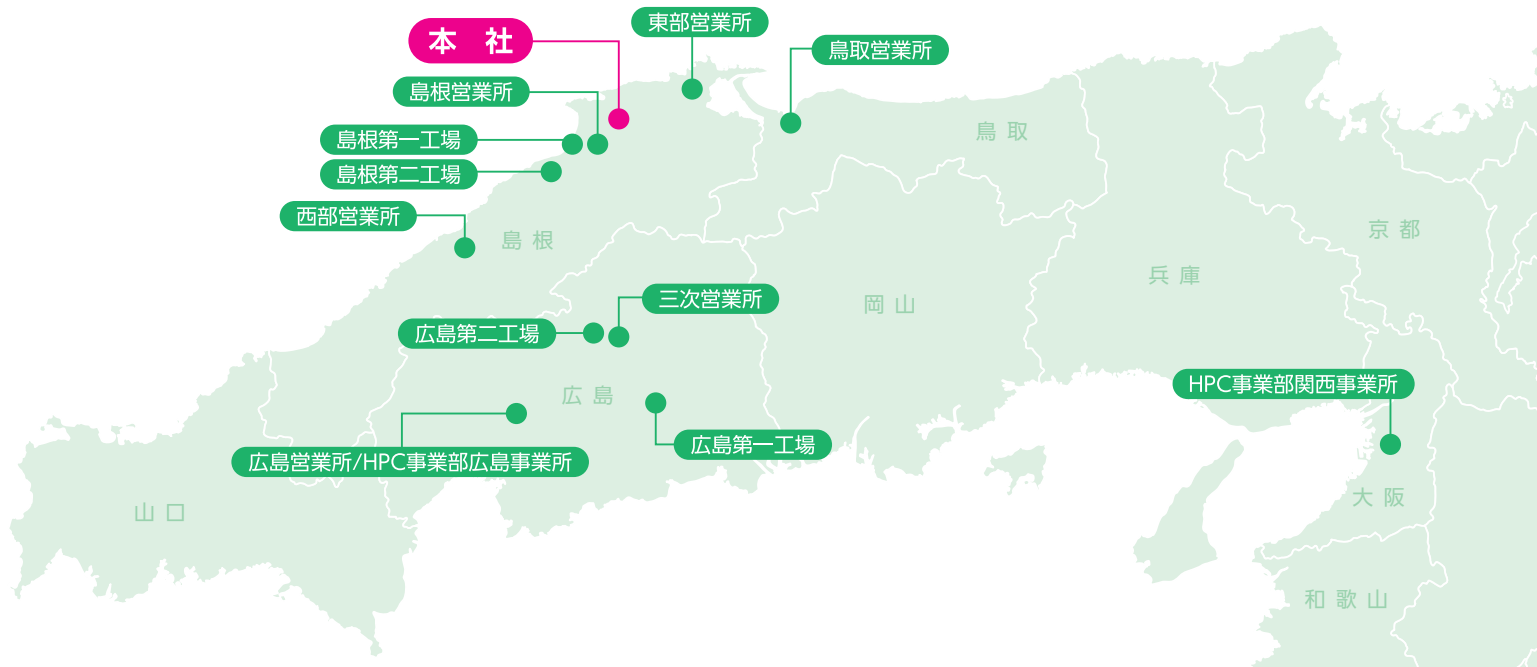 東部営業所
本 社
鳥取営業所
島根営業所
鳥 取
島根第一工場
島根第二工場
西部営業所
島 根
京 都
兵 庫
三次営業所
岡 山
広島第二工場
HPC事業部関西事業所
広 島
広島第一工場
広島営業所/HPC事業部広島事業所
大 阪
山 口
和 歌 山